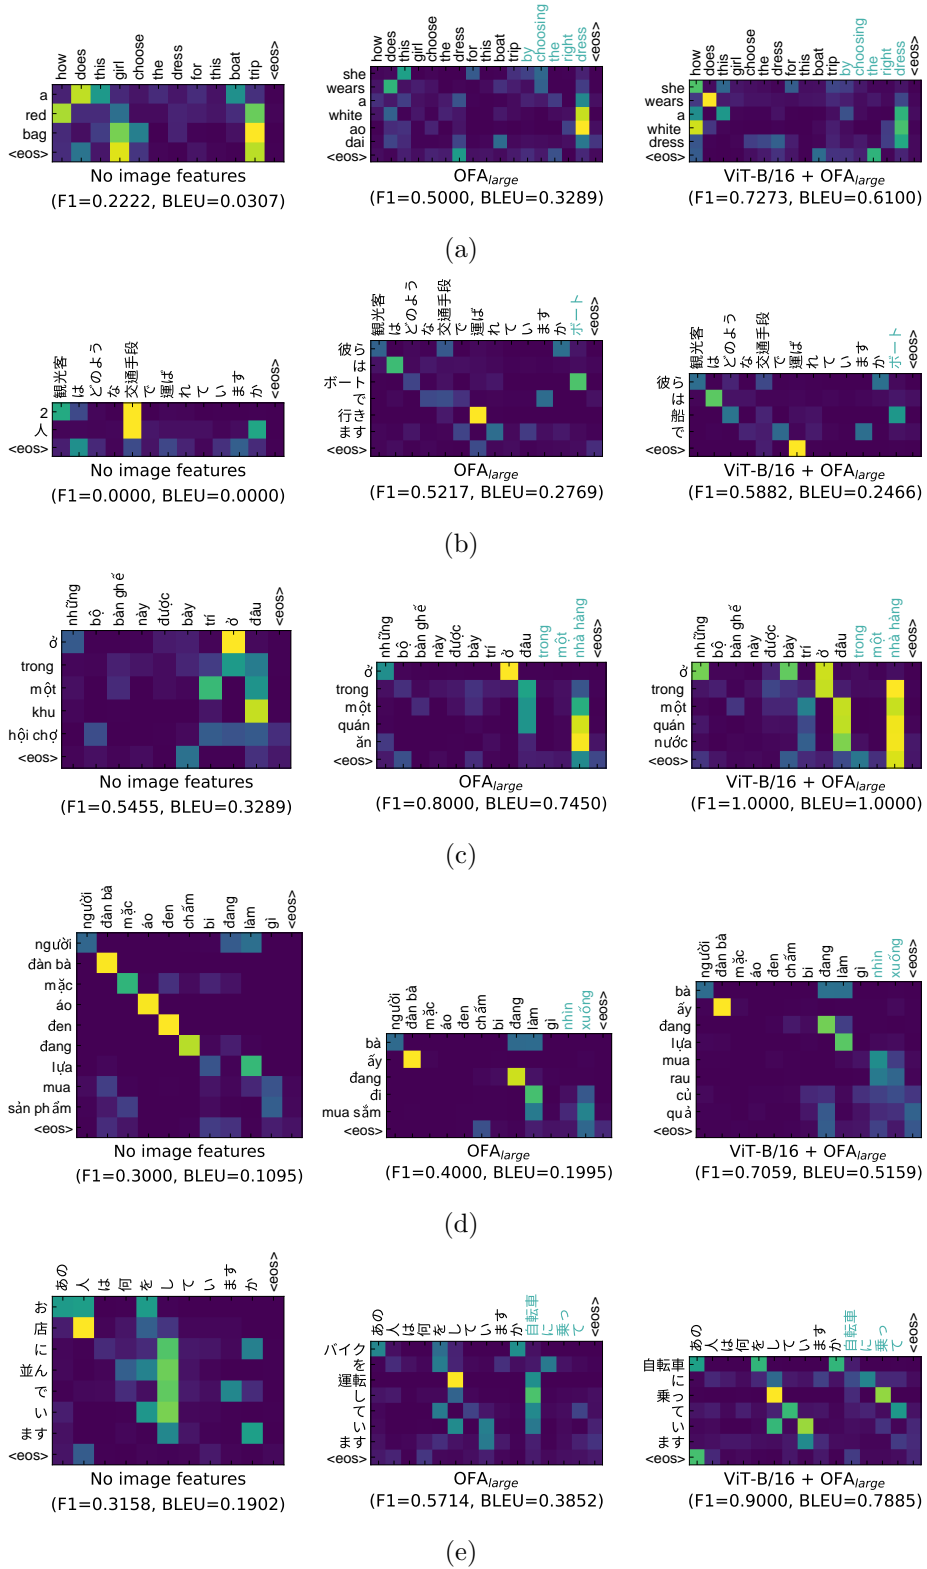 how does this girl choose the dress for this boat trip <eos>
a
red
bag
<eos>
No image features
(F1=0.2222, BLEU=0.0307)
how does this girl choose the dress for this boat trip by choosing the right dress <eos>
she
wears
a
white
ao
dai
<eos>
OFAlarge
(F1=0.5000, BLEU=0.3289)
how does this girl choose the dress for this boat trip by choosing the right dress <eos>
she
wears
a
white
dress
<eos>
ViT-B/16 + OFAlarge
(F1=0.7273, BLEU=0.6100)
(a)
観光客 は どのよう な 交通手段 で 運ば れ て い ます か <eos>
2
人
<eos>
No image features
(F1=0.0000, BLEU=0.0000)
観光客 は どのよう な 交通手段 で 運ば れ て い ます か ボート <eos>
彼ら
は
ボート
で
行き
ます
<eos>
OFAlarge
(F1=0.5217, BLEU=0.2769)
観光客 は どのよう な 交通手段 で 運ば れ て い ます か ボート <eos>
彼ら
は
船
で
<eos>
ViT-B/16 + OFAlarge
(F1=0.5882, BLEU=0.2466)
(b)
những bộ bàn ghế này được bày trí ở đâu <eos>
ở
trong
một
khu
hội chợ
<eos>
No image features
(F1=0.5455, BLEU=0.3289)
những bộ bàn ghế này được bày trí ở đâu trong một nhà hàng <eos>
ở
trong
một
quán
ăn
<eos>
OFAlarge
(F1=0.8000, BLEU=0.7450)
những bộ bàn ghế này được bày trí ở đâu trong một nhà hàng <eos>
ở
trong
một
quán
nước
<eos>
ViT-B/16 + OFAlarge
(F1=1.0000, BLEU=1.0000)
(c)
người đàn bà mặc áo đen chấm bi đang làm gì <eos>
người
đàn bà
mặc
áo
đen
đang
lựa
mua
sản phẩm
<eos>
No image features
(F1=0.3000, BLEU=0.1095)
người đàn bà mặc áo đen chấm bi đang làm gì nhìn xuống <eos>
bà
ấy
đang
đi
mua sắm
<eos>
OFAlarge
(F1=0.4000, BLEU=0.1995)
người đàn bà mặc áo đen chấm bi đang làm gì nhìn xuống <eos>
bà
ấy
đang
lựa
mua
rau
củ
quả
<eos>
ViT-B/16 + OFAlarge
(F1=0.7059, BLEU=0.5159)
(d)
あの 人 は 何 を し て い ます か <eos>
お
店
に
並ん
で
い
ます
<eos>
No image features
(F1=0.3158, BLEU=0.1902)
あの 人 は 何 を し て い ます か 自転車 に 乗っ て <eos>
バイク
を
運転
し
て
い
ます
<eos>
OFAlarge
(F1=0.5714, BLEU=0.3852)
あの 人 は 何 を し て い ます か 自転車 に 乗っ て <eos>
自転車
に
乗っ
て
い
ます
<eos>
ViT-B/16 + OFAlarge
(F1=0.9000, BLEU=0.7885)
(e)